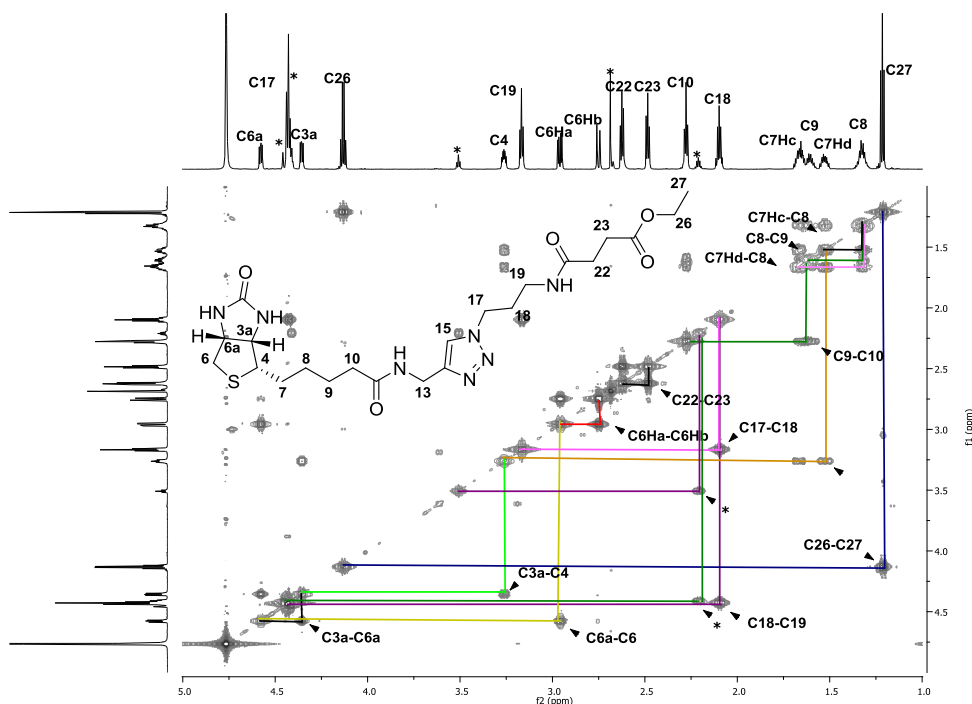 C17
*
C26
C6a
*
C3a
*
C19
C4
C6Ha
C6Hb
*
C22
C23
C10
*
C18
C7Hc
C9
C7Hd
C8
C27
27
O
26
23
O
O
22
NH
19
18
17
15
N
N
N
13
NH
O
10
9
8
7
4
3a
6a
6
S
H
H
HN
NH
O
C7Hc-C8
C8-C9
C7Hd-C8
C9-C10
C22-C23
C6Ha-C6Hb
C17-C18
*
C26-C27
C3a-C4
C18-C19
*
C3a-C6a
C6a-C6
1.5
2.0
2.5
3.0
3.5
4.0
4.5
f1 (ppm)
5.0 4.5 4.0 3.5 3.0 2.5 2.0 1.5 1.0
f2 (ppm)